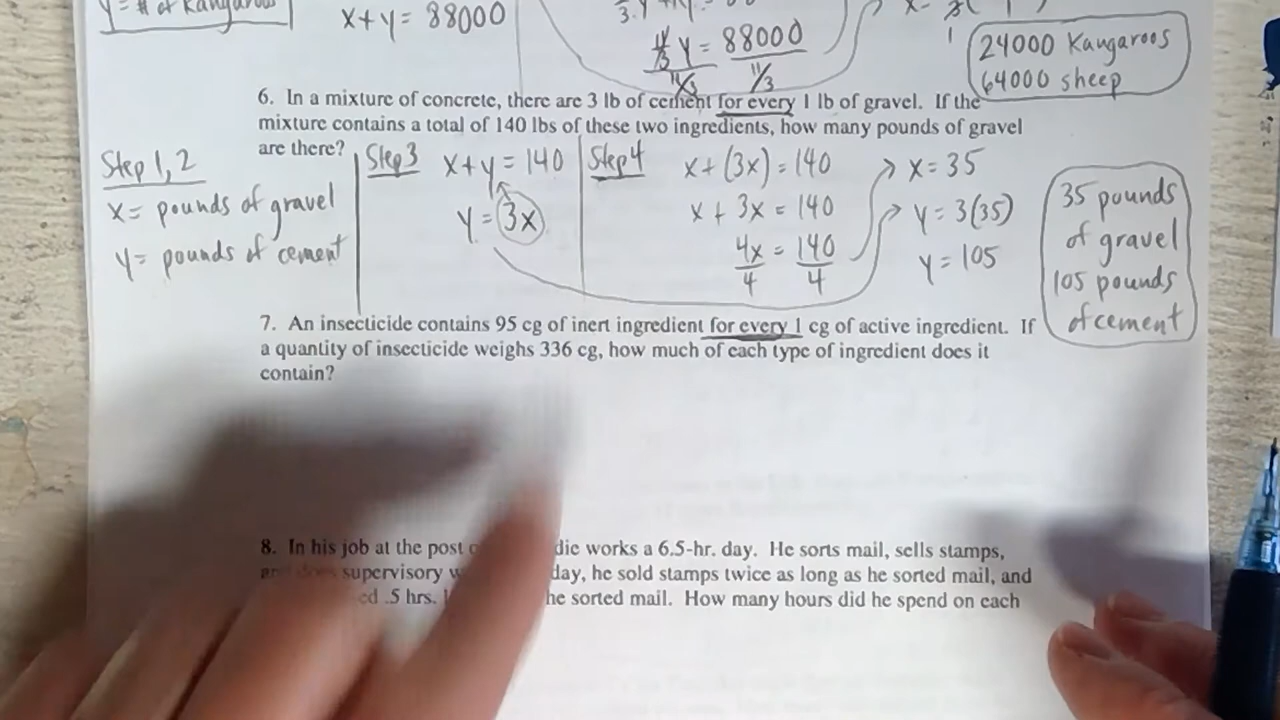 y = # of Kangaroos
x+y = 88000
y = 88000
11/3
24000 Kangaroos
64000 sheep
6. In a mixture of concrete, there are 3 lb of cement for every 1 lb of gravel. If the
mixture contains a total of 140 lbs of these two ingredients, how many pounds of gravel
are there?
Step 1, 2
x = pounds of gravel
y = pounds of cement
Step 3
x+y = 140
y = 3x
Step 4
x + (3x) = 140
x + 3x = 140
4x = 140
4 4
x = 35
y = 3(35)
y = 105
35 pounds
of gravel
105 pounds
of cement
7. An insecticide contains 95 cg of inert ingredient for every 1 cg of active ingredient. If
a quantity of insecticide weighs 336 cg, how much of each type of ingredient does it
contain?
8. In his job at the post die works a 6.5-hr. day. He sorts mail, sells stamps,
supervisory day, he sold stamps twice as long as he sorted mail, and
.5 hrs. he sorted mail. How many hours did he spend on each